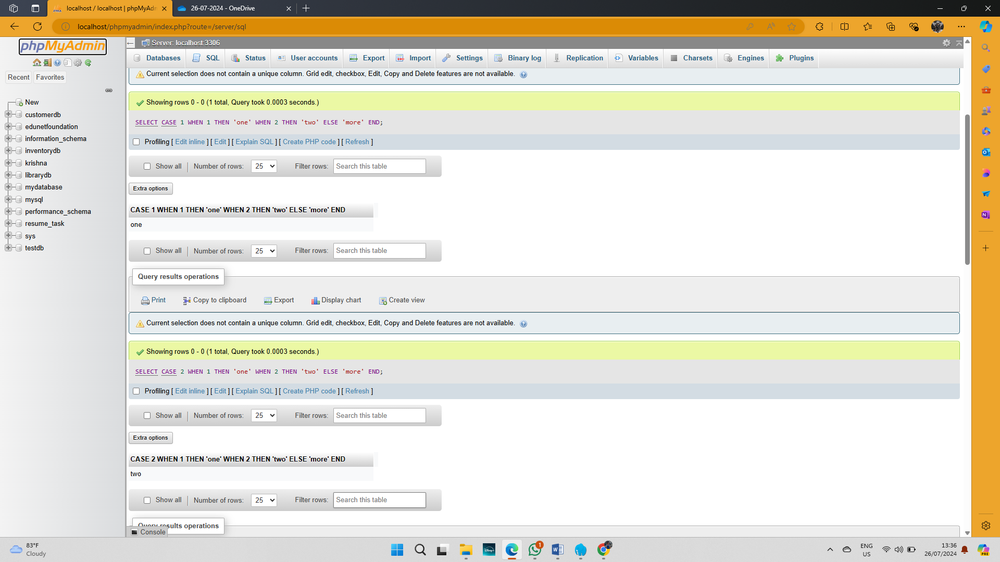 localhost / localhost | phpMyAdm
26-07-2024 - OneDrive
localhost/phpmyadmin/index.php?route=/server/sql
phpMyAdmin
Recent
Favorites
New
customerdb
edunetfoundation
information_schema
inventorydb
krishna
librarydb
mydatabase
mysql
performance_schema
resume_task
sys
testdb
Server: localhost:3306
Databases
SQL
Status
User accounts
Export
Import
Settings
Binary log
Replication
Variables
Charsets
Engines
Plugins
Current selection does not contain a unique column. Grid edit, checkbox, Edit, Copy and Delete features are not available.
Showing rows 0 - 0 (1 total, Query took 0.0003 seconds.)
SELECT CASE 1 WHEN 1 THEN 'one' WHEN 2 THEN 'two' ELSE 'more' END;
Profiling [ Edit inline ] [ Edit ] [ Explain SQL ] [ Create PHP code ] [ Refresh ]
Show all | Number of rows: 25 Filter rows: Search this table
Extra options
CASE 1 WHEN 1 THEN 'one' WHEN 2 THEN 'two' ELSE 'more' END
one
Show all | Number of rows: 25 Filter rows: Search this table
Query results operations
Print Copy to clipboard Export Display chart Create view
Current selection does not contain a unique column. Grid edit, checkbox, Edit, Copy and Delete features are not available.
Showing rows 0 - 0 (1 total, Query took 0.0003 seconds.)
SELECT CASE 2 WHEN 1 THEN 'one' WHEN 2 THEN 'two' ELSE 'more' END;
Profiling [ Edit inline ] [ Edit ] [ Explain SQL ] [ Create PHP code ] [ Refresh ]
Show all | Number of rows: 25 Filter rows: Search this table
Extra options
CASE 2 WHEN 1 THEN 'one' WHEN 2 THEN 'two' ELSE 'more' END
two
Show all | Number of rows: 25 Filter rows: Search this table
Query results operations
Console
83°F
Cloudy
1
ENG
US
13:36
26/07/2024